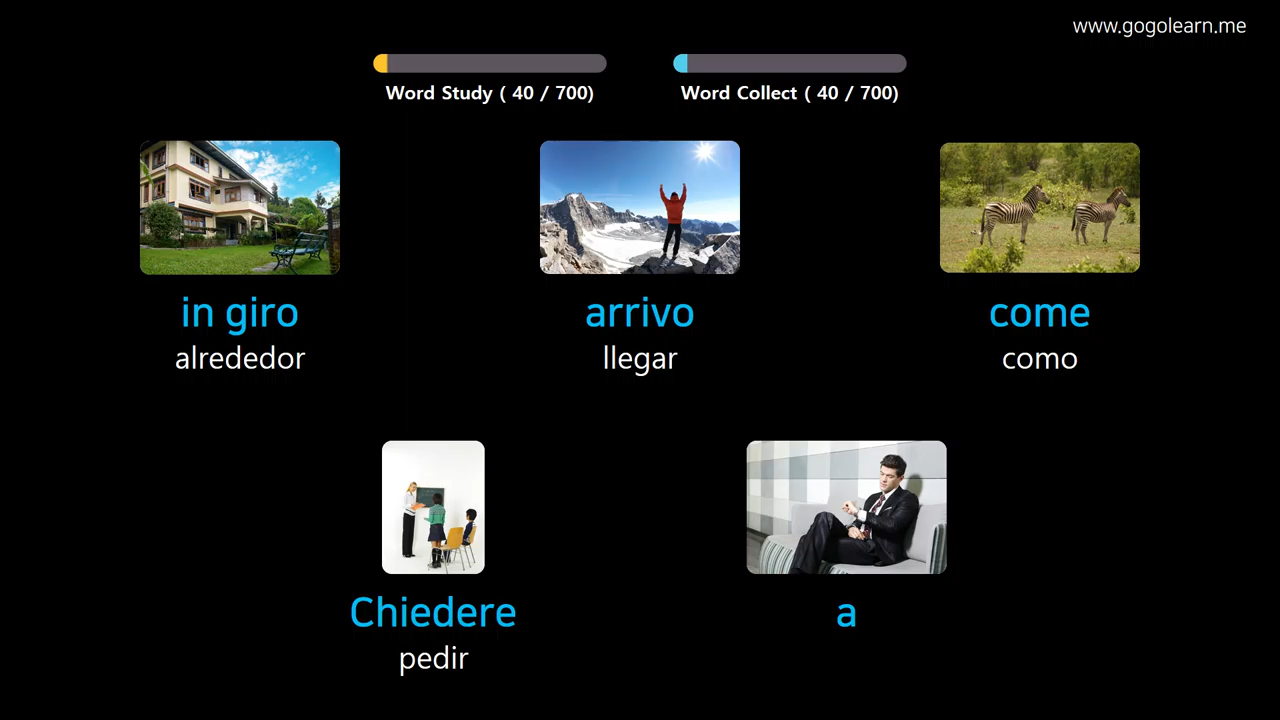 www.gogolearn.me
Word Study ( 40 / 700)
Word Collect ( 40 / 700)
in giro
alrededor
arrivo
llegar
come
como
Chiedere
pedir
a